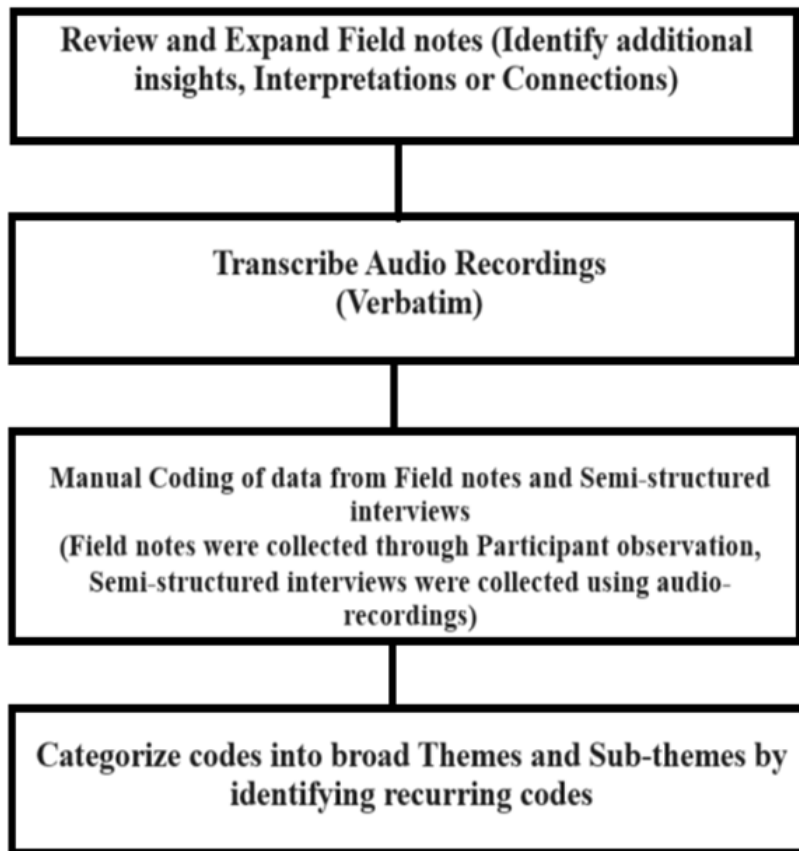 Review and Expand Field notes (Identify additional
insights, Interpretations or Connections)
Transcribe Audio Recordings
(Verbatim)
Manual Coding of data from Field notes and Semi-structured
interviews
(Field notes were collected through Participant observation,
Semi-structured interviews were collected using audio-
recordings)
Categorize codes into broad Themes and Sub-themes by
identifying recurring codes